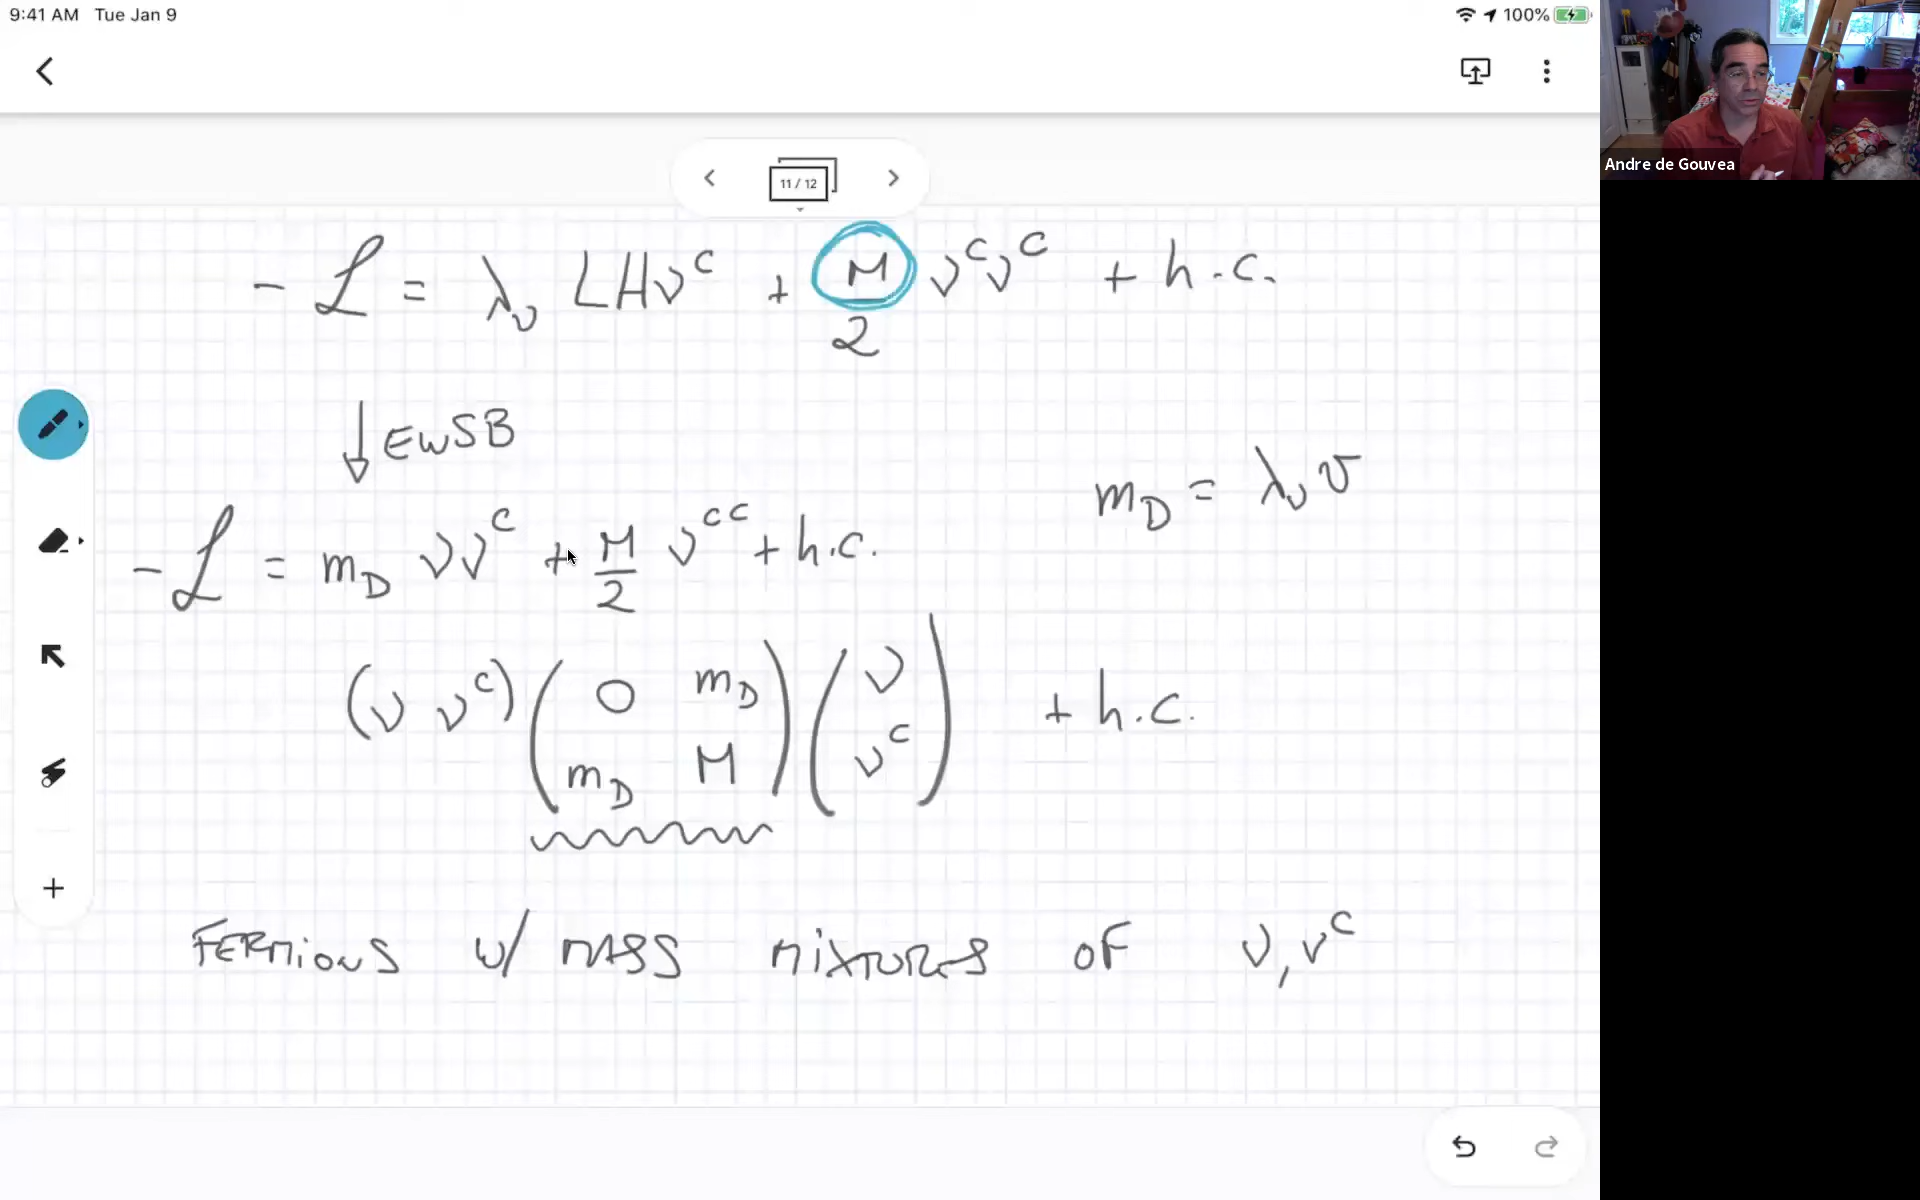 9:41 AM Tue Jan 9
100%
Andre de Gouvea
11 / 12
- ℒ = λ_ν LHν^c + M/2 ν^c ν^c + h.c.
↓ EWSB
m_D = λ_ν v
- ℒ = m_D νν^c + M/2 ν^cc + h.c.
(ν ν^c) (0 m_D; m_D M) (ν; ν^c) + h.c.
FERMIONS w/ MASS MIXTURES OF ν, ν^c